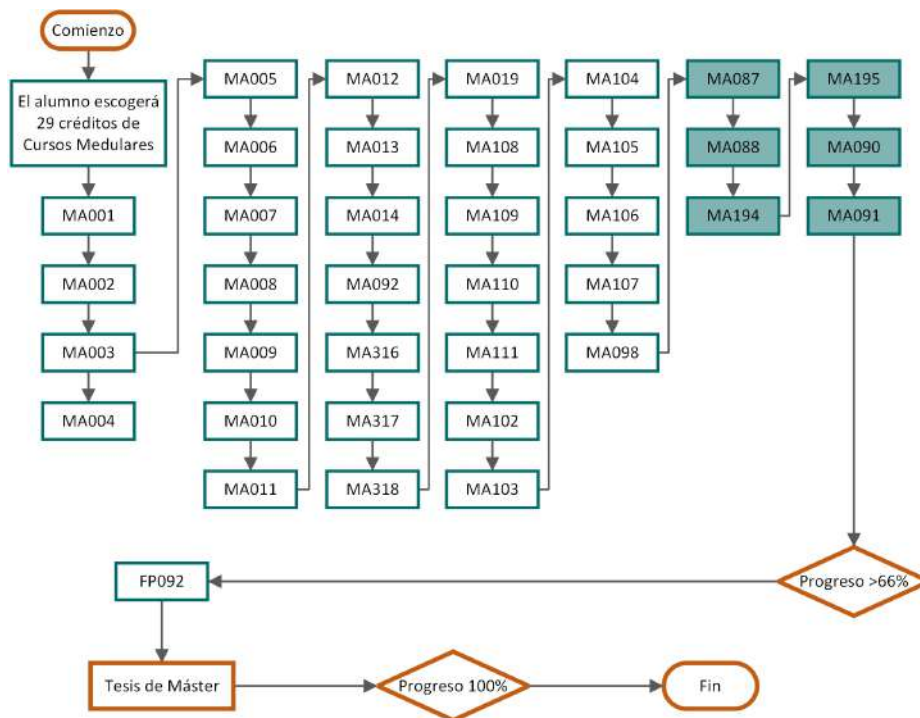 Comienzo
El alumno escogerá
29 créditos de
Cursos Medulares
MA001
MA002
MA003
MA004
MA005
MA006
MA007
MA008
MA009
MA010
MA011
MA012
MA013
MA014
MA092
MA316
MA317
MA318
MA019
MA108
MA109
MA110
MA111
MA102
MA103
MA104
MA105
MA106
MA107
MA098
MA087
MA088
MA194
MA195
MA090
MA091
Progreso >66%
FP092
Tesis de Máster
Progreso 100%
Fin